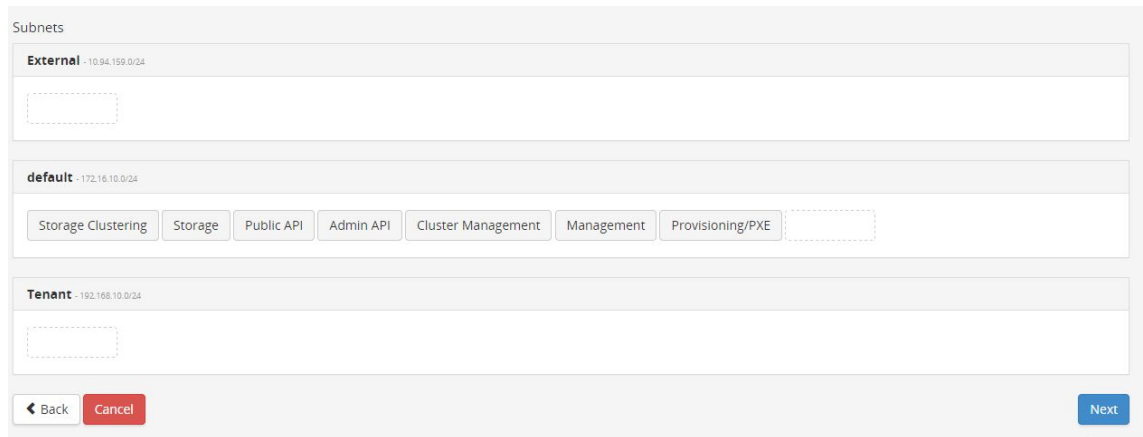 Subnets
External - 10.94.159.0/24
default - 172.16.10.0/24
Storage Clustering Storage Public API Admin API Cluster Management Management Provisioning/PXE
Tenant - 192.168.10.0/24
Back Cancel Next